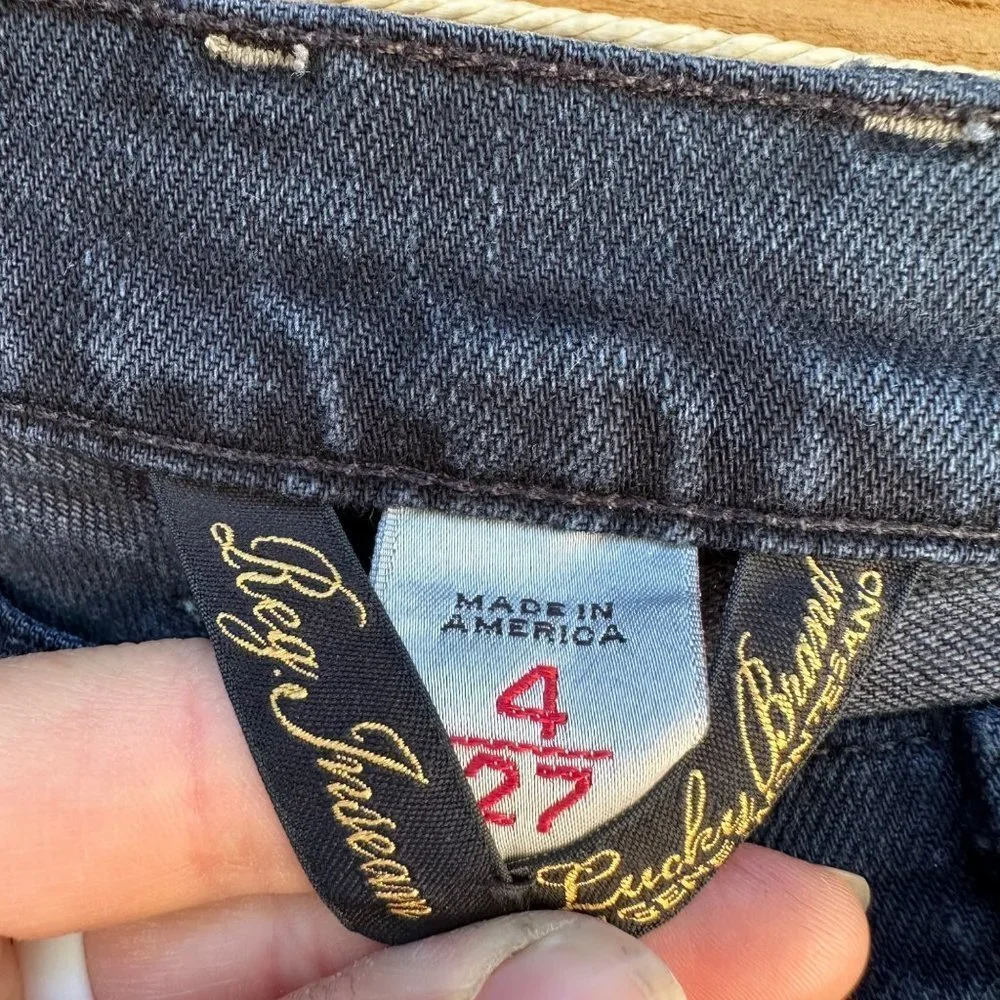 Reg. Inseam
MADE IN
AMERICA
4
27
Lucky Brand